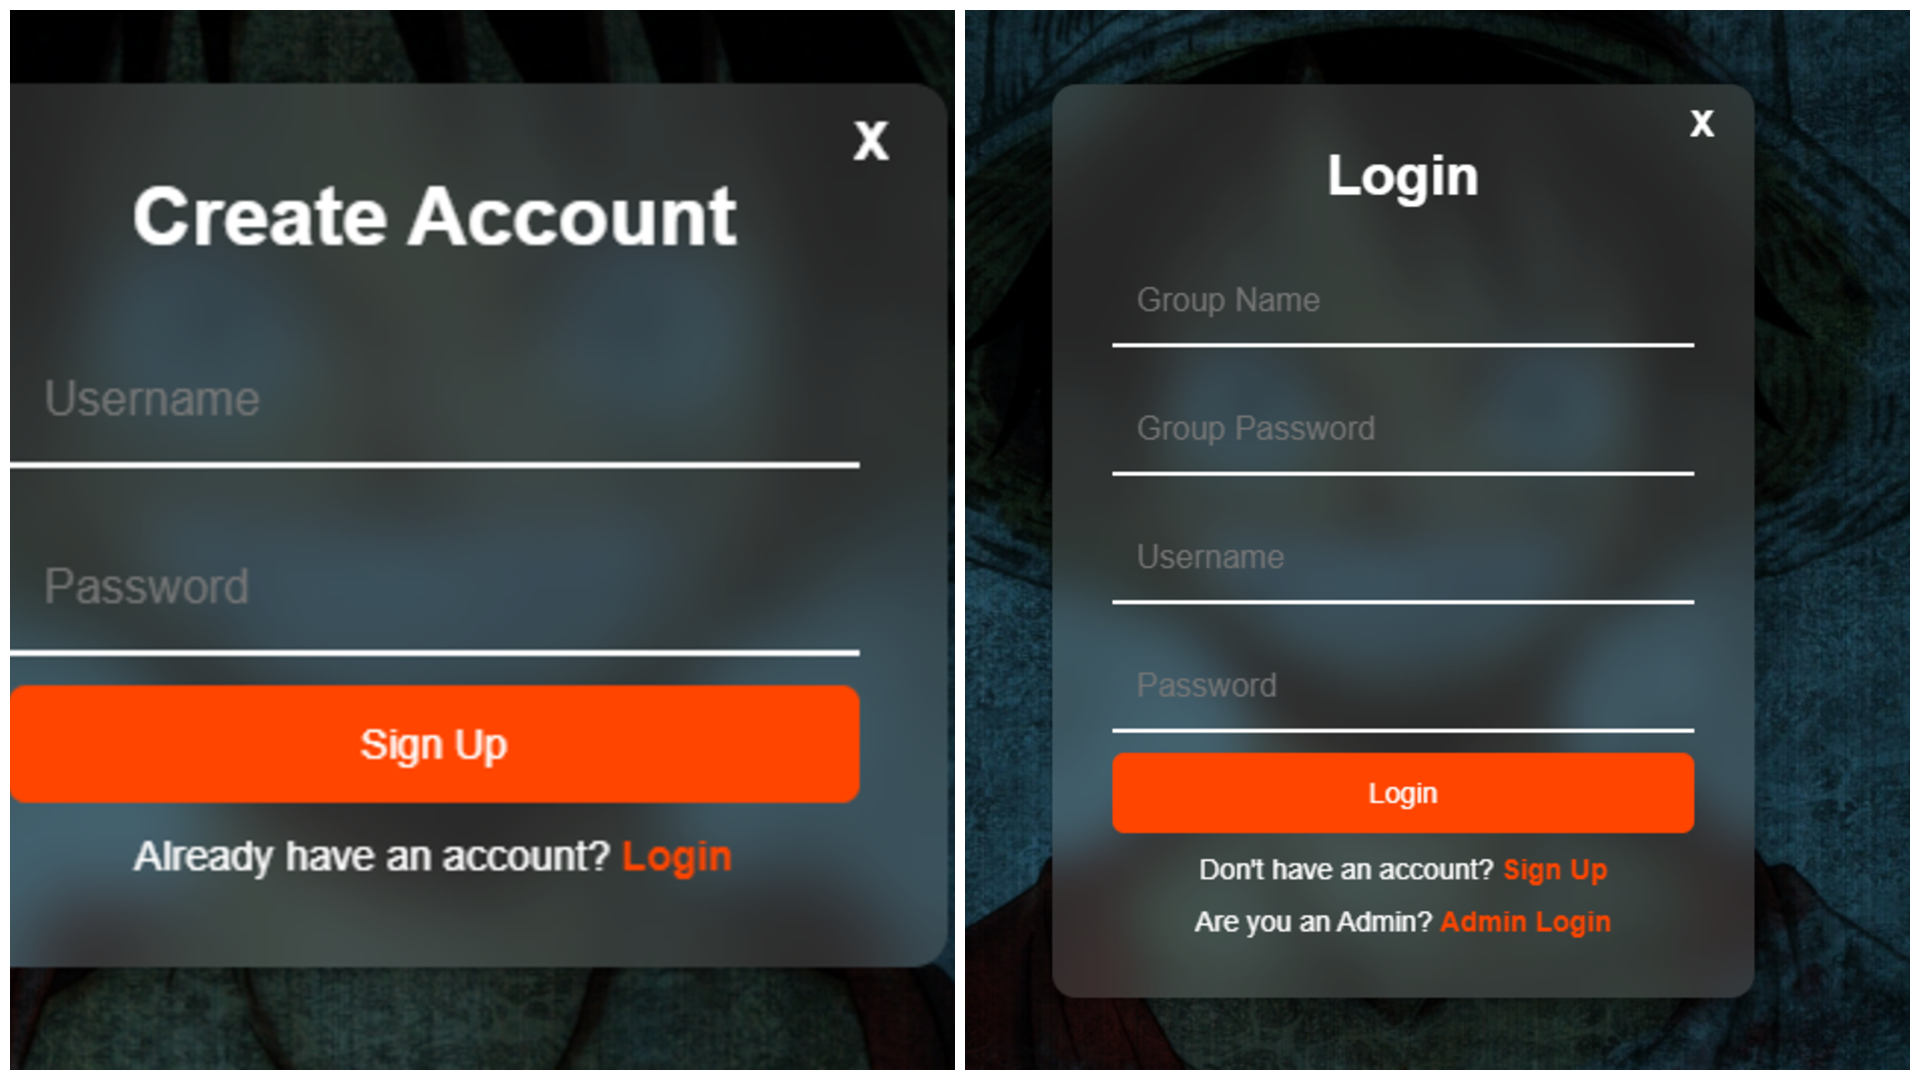 X
Create Account
Username
Password
Sign Up
Already have an account? Login
X
Login
Group Name
Group Password
Username
Password
Login
Don't have an account? Sign Up
Are you an Admin? Admin Login